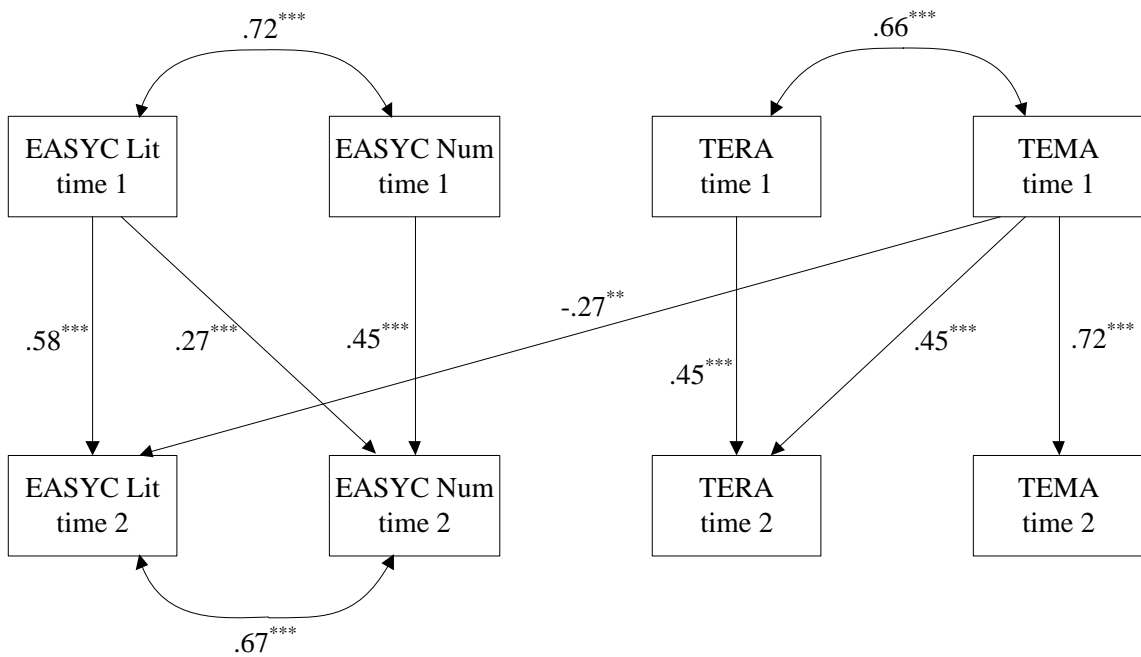 .72***
.66***
EASYC Lit
time 1
EASYC Num
time 1
TERA
time 1
TEMA
time 1
-.27**
.58***
.27***
.45***
.45***
.45***
.72***
EASYC Lit
time 2
EASYC Num
time 2
TERA
time 2
TEMA
time 2
.67***